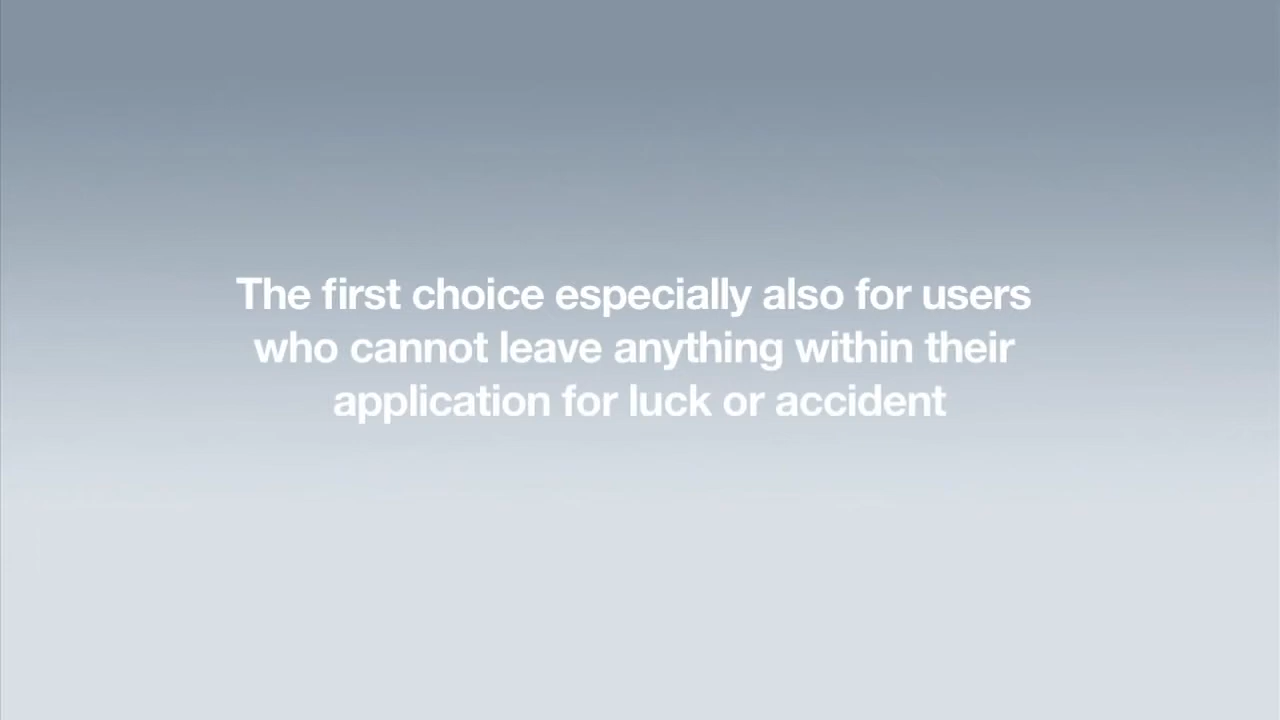 The first choice especially also for users
who cannot leave anything within their
application for luck or accident